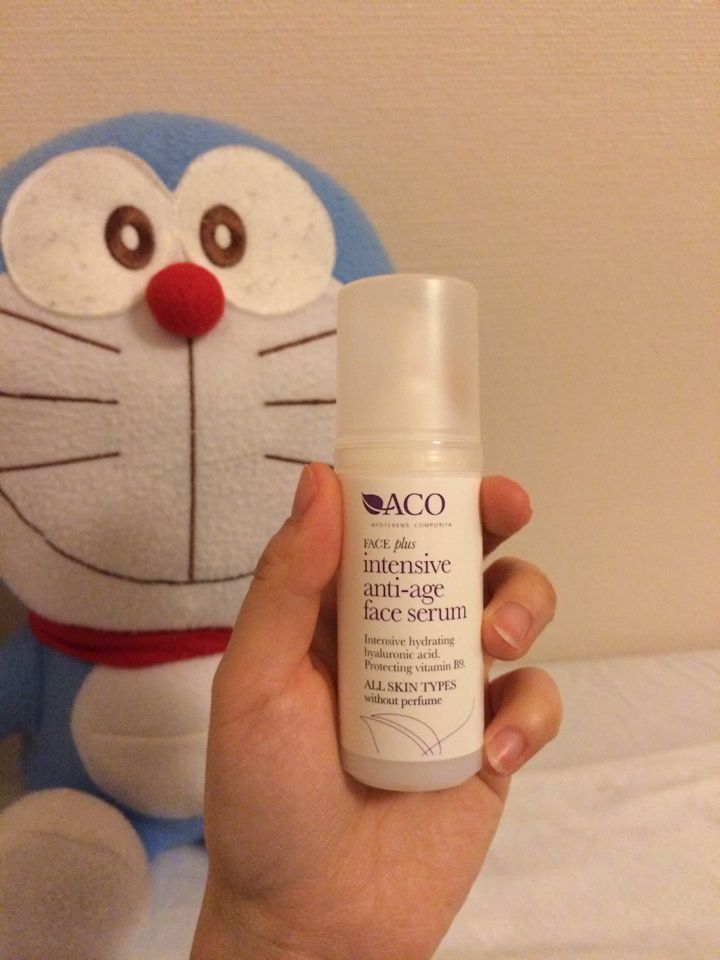 ACO
APOTEKENS COMPOSITA
FACE plus
intensive
anti-age
face serum
Intensive hydrating
hyaluronic acid.
Protecting vitamin B9.
ALL SKIN TYPES
without perfume